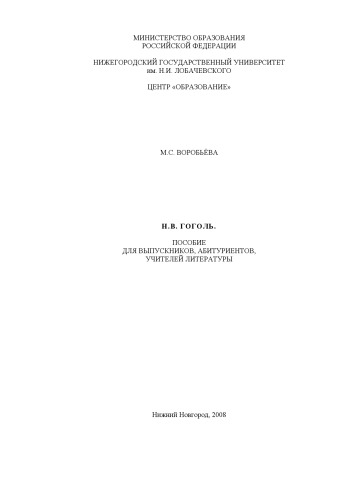 МИНИСТЕРСТВО ОБРАЗОВАНИЯ
РОССИЙСКОЙ ФЕДЕРАЦИИ
НИЖЕГОРОДСКИЙ ГОСУДАРСТВЕННЫЙ УНИВЕРСИТЕТ
им. Н.И. ЛОБАЧЕВСКОГО
ЦЕНТР «ОБРАЗОВАНИЕ»
М.С. ВОРОБЬЁВА
Н.В. ГОГОЛЬ.
ПОСОБИЕ
ДЛЯ ВЫПУСКНИКОВ, АБИТУРИЕНТОВ,
УЧИТЕЛЕЙ ЛИТЕРАТУРЫ
Нижний Новгород, 2008